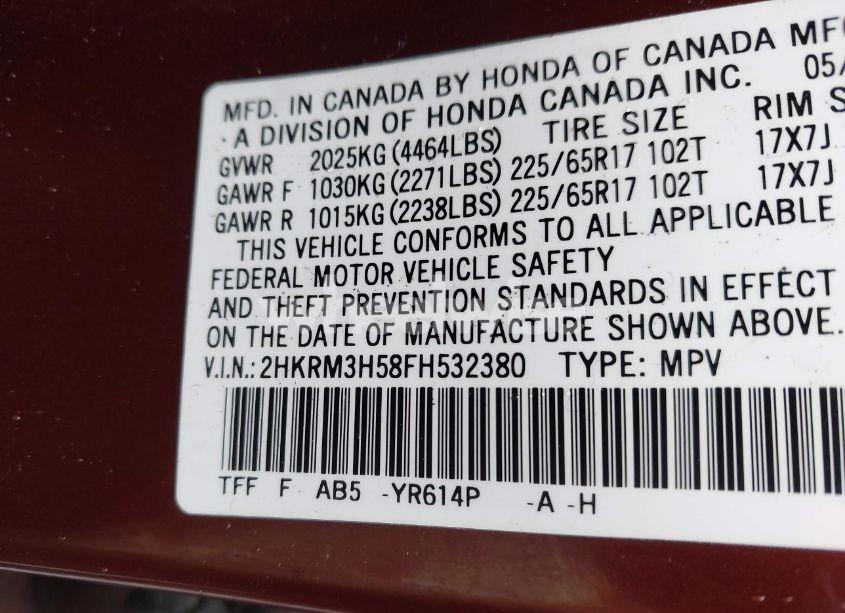 MFD. IN CANADA BY HONDA OF CANADA MFG
A DIVISION OF HONDA CANADA INC. 05/
GVWR 2025KG (4464LBS) TIRE SIZE RIM S
GAWR F 1030KG (2271LBS) 225/65R17 102T 17X7J
GAWR R 1015KG (2238LBS) 225/65R17 102T 17X7J
THIS VEHICLE CONFORMS TO ALL APPLICABLE
FEDERAL MOTOR VEHICLE SAFETY
AND THEFT PREVENTION STANDARDS IN EFFECT
ON THE DATE OF MANUFACTURE SHOWN ABOVE.
V.I.N.: 2HKRM3H58FH532380 TYPE: MPV
TFF F AB5 -YR614P -A -H